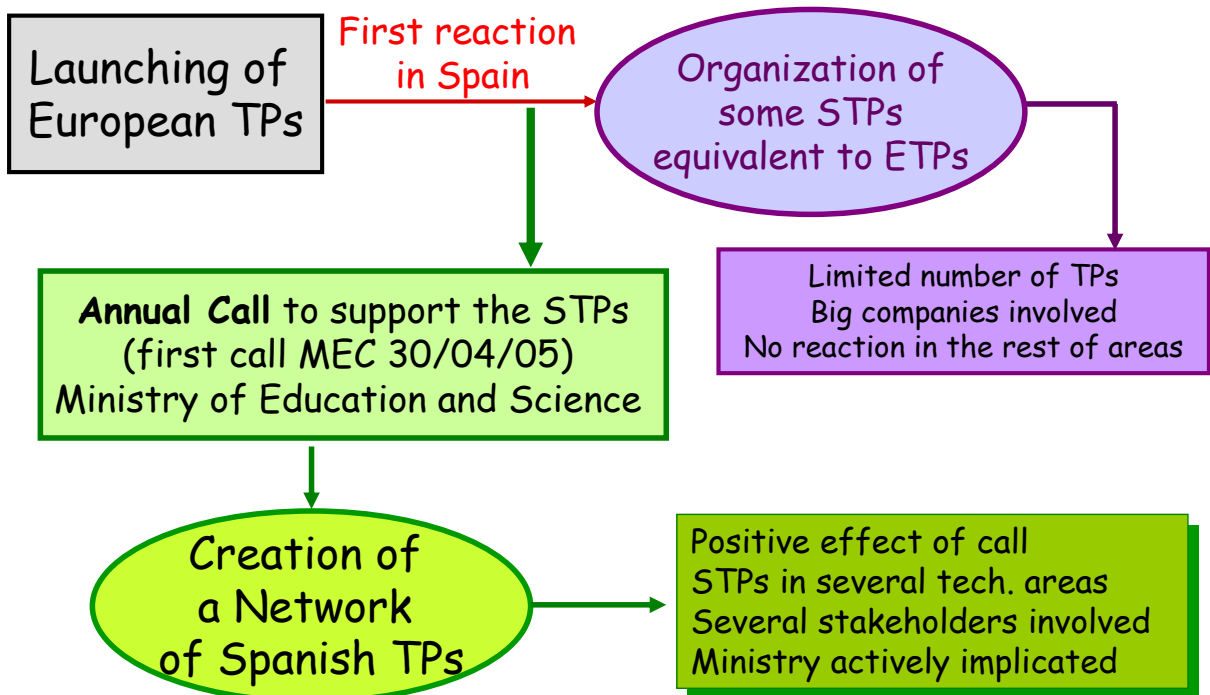 Launching of
European TPs
First reaction
in Spain
Organization of
some STPs
equivalent to ETPs
Limited number of TPs
Big companies involved
No reaction in the rest of areas
Annual Call to support the STPs
(first call MEC 30/04/05)
Ministry of Education and Science
Creation of
a Network
of Spanish TPs
Positive effect of call
STPs in several tech. areas
Several stakeholders involved
Ministry actively implicated